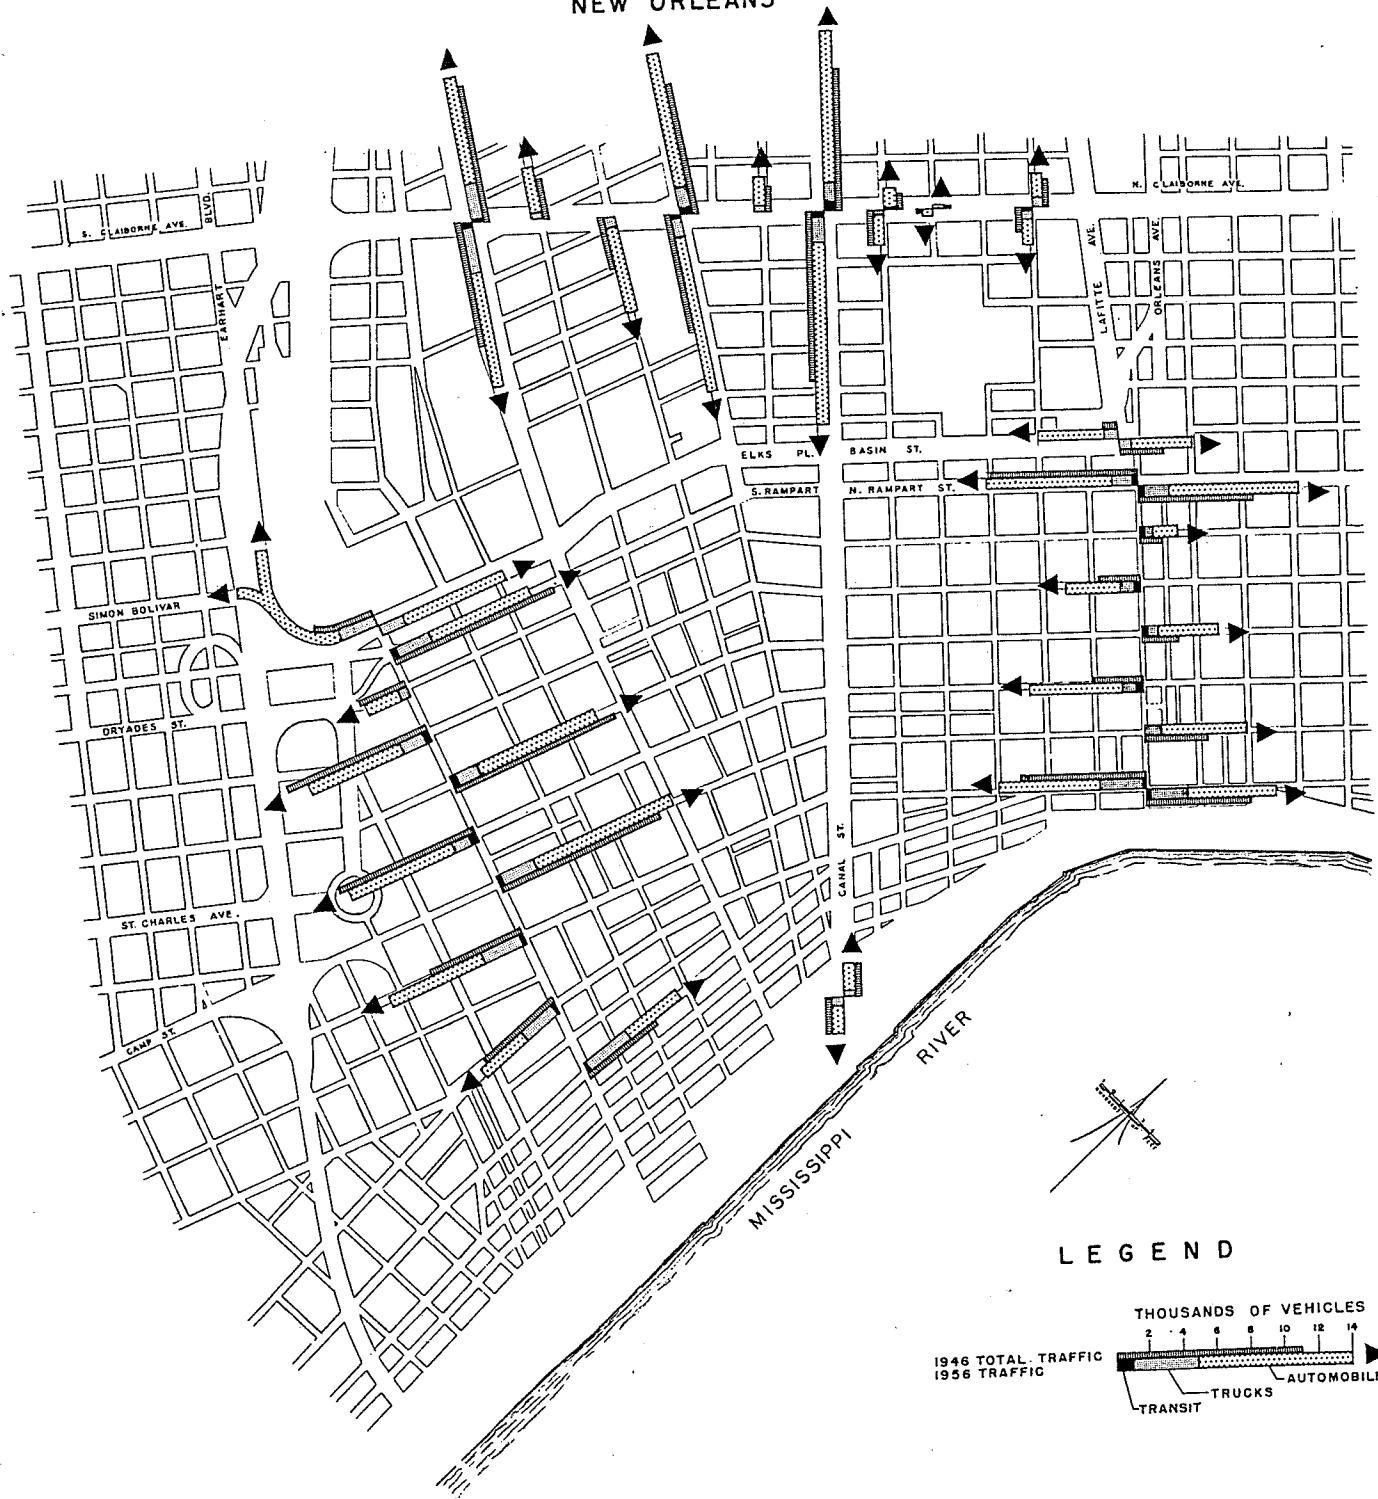 NEW ORLEANS
N. CLAIBORNE AVE.
S. CLAIBORNE AVE.
BLVD.
EARHART
LAFITTE
AVE.
ORLEANS
AVE.
ELKS PL.
BASIN ST.
S. RAMPART
N. RAMPART ST.
SIMON BOLIVAR
DRYADES ST.
ST. CHARLES AVE.
CANAL ST.
CAMP ST.
MISSISSIPPI RIVER
LEGEND
THOUSANDS OF VEHICLES
2 4 6 8 10 12 14
1946 TOTAL TRAFFIC
1956 TRAFFIC
AUTOMOBILE
TRUCKS
TRANSIT